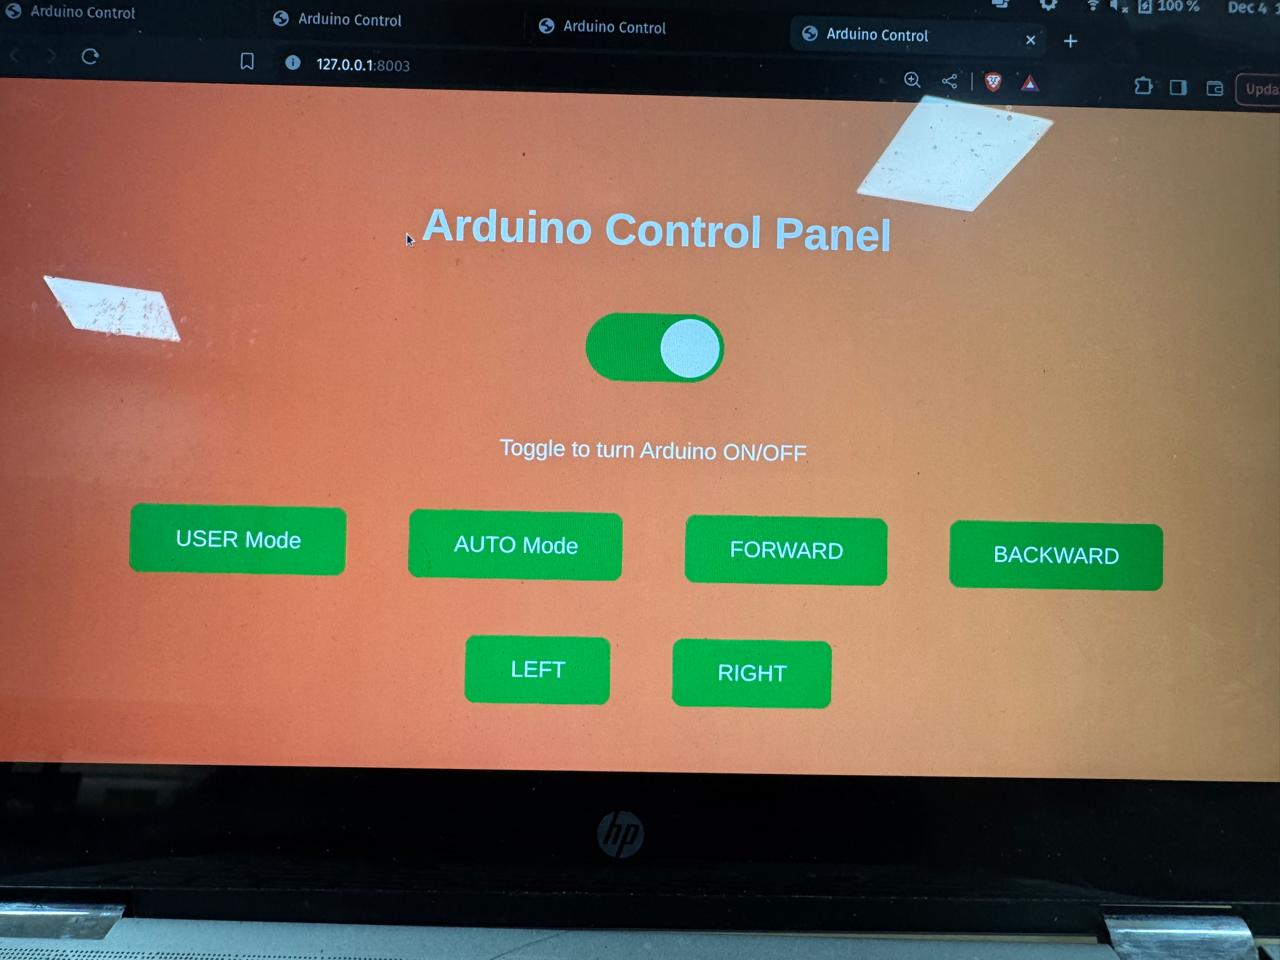 Arduino Control
Arduino Control
Arduino Control
Arduino Control
100 %
Dec 4
127.0.0.1:8003
Arduino Control Panel
Toggle to turn Arduino ON/OFF
USER Mode
AUTO Mode
FORWARD
BACKWARD
LEFT
RIGHT
hp